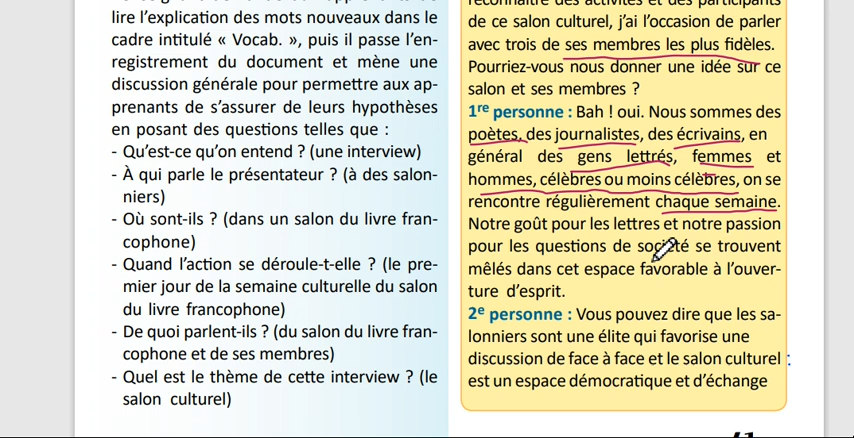 lire l’explication des mots nouveaux dans le
cadre intitulé « Vocab. », puis il passe l’en-
registrement du document et mène une
discussion générale pour permettre aux ap-
prenants de s’assurer de leurs hypothèses
en posant des questions telles que :
- Qu’est-ce qu’on entend ? (une interview)
- À qui parle le présentateur ? (à des salon-
niers)
- Où sont-ils ? (dans un salon du livre fran-
cophone)
- Quand l’action se déroule-t-elle ? (le pre-
mier jour de la semaine culturelle du salon
du livre francophone)
- De quoi parlent-ils ? (du salon du livre fran-
cophone et de ses membres)
- Quel est le thème de cette interview ? (le
salon culturel)
reconnaître des activités et des participants
de ce salon culturel, j’ai l’occasion de parler
avec trois de ses membres les plus fidèles.
Pourriez-vous nous donner une idée sur ce
salon et ses membres ?
1re personne : Bah ! oui. Nous sommes des
poètes, des journalistes, des écrivains, en
général des gens lettrés, femmes et
hommes, célèbres ou moins célèbres, on se
rencontre régulièrement chaque semaine.
Notre goût pour les lettres et notre passion
pour les questions de société se trouvent
mêlés dans cet espace favorable à l’ouver-
ture d’esprit.
2e personne : Vous pouvez dire que les sa-
lonniers sont une élite qui favorise une
discussion de face à face et le salon culturel :
est un espace démocratique et d’échange